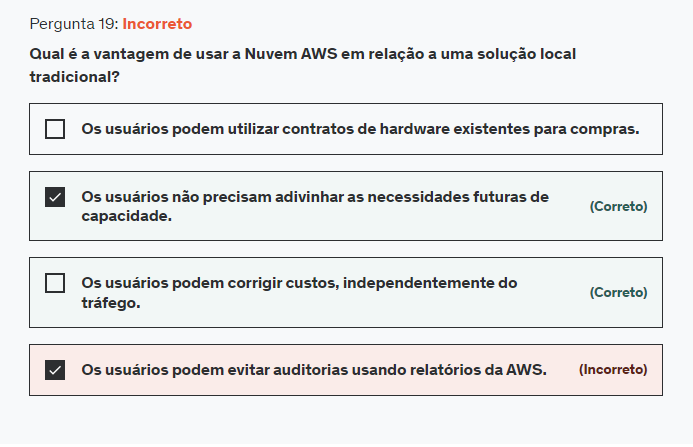 Pergunta 19: Incorreto
Qual é a vantagem de usar a Nuvem AWS em relação a uma solução local
tradicional?
Os usuários podem utilizar contratos de hardware existentes para compras.
Os usuários não precisam adivinhar as necessidades futuras de
capacidade.
(Correto)
Os usuários podem corrigir custos, independentemente do
tráfego.
(Correto)
Os usuários podem evitar auditorias usando relatórios da AWS.
(Incorreto)